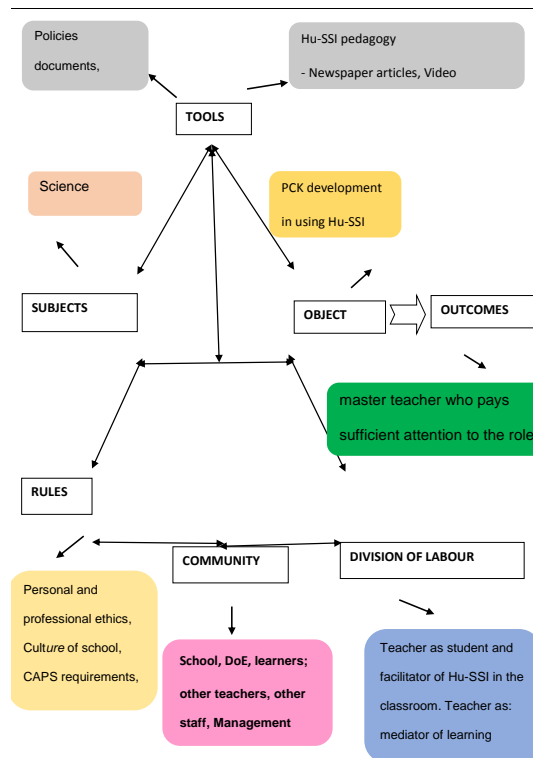 Policies
documents,
Hu-SSI pedagogy
- Newspaper articles, Video
TOOLS
Science
PCK development
in using Hu-SSI
SUBJECTS
OBJECT
OUTCOMES
master teacher who pays
sufficient attention to the role
RULES
COMMUNITY
DIVISION OF LABOUR
Personal and
professional ethics,
Culture of school,
CAPS requirements,
School, DoE, learners;
other teachers, other
staff, Management
Teacher as student and
facilitator of Hu-SSI in the
classroom. Teacher as:
mediator of learning